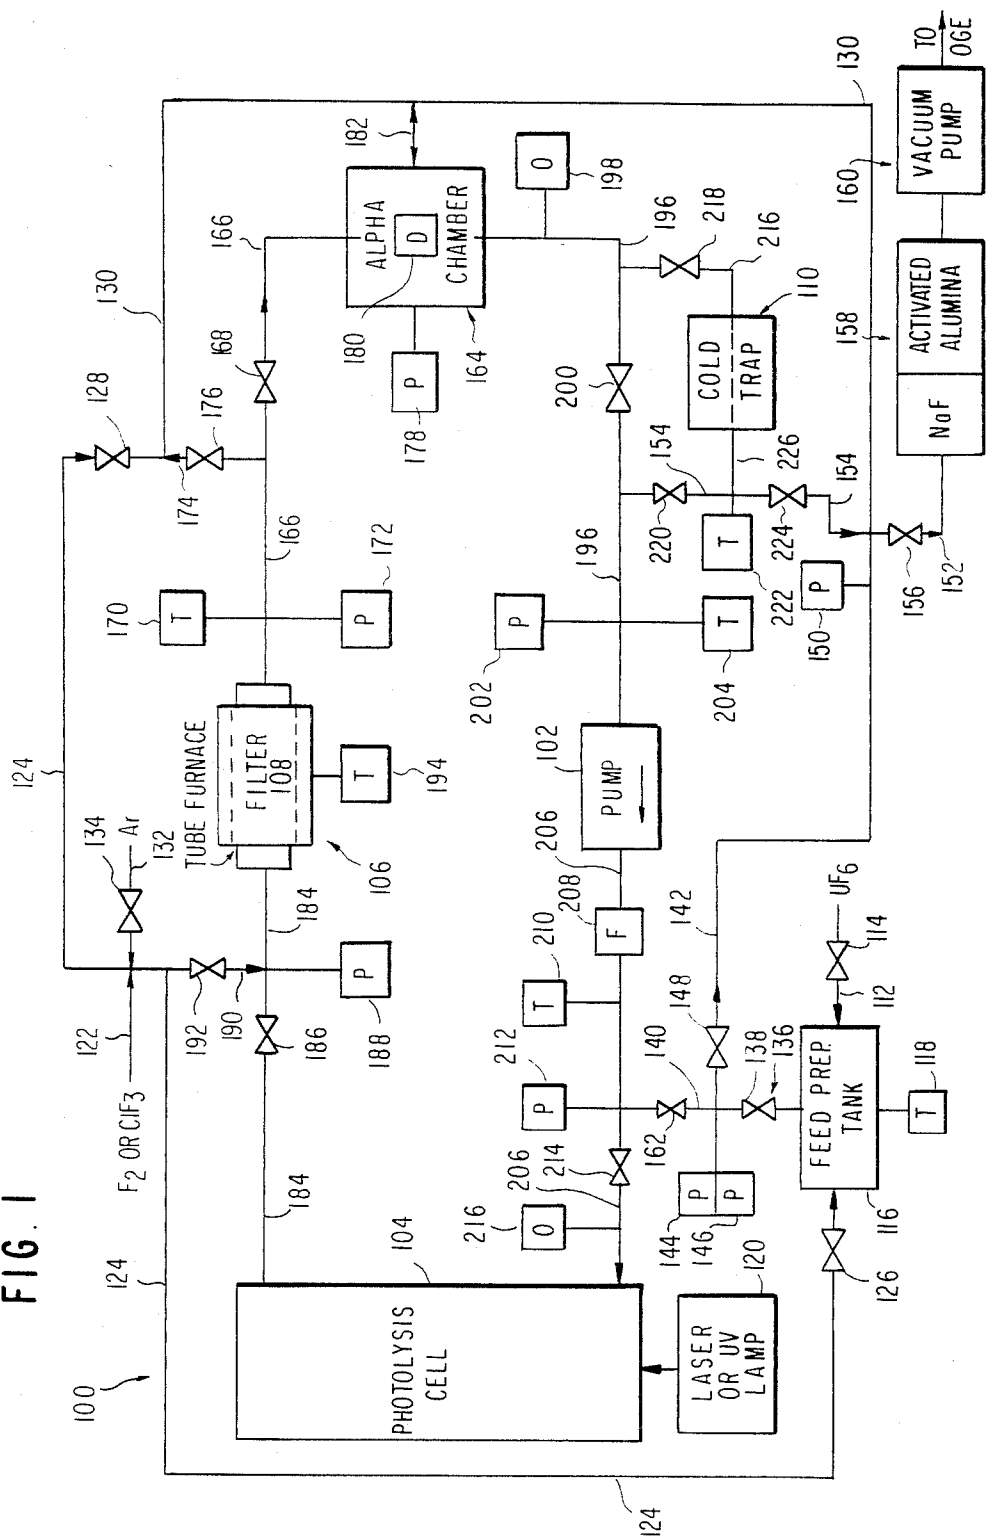 FIG. 1
100
124
122
F2 OR ClF3
124
134
Ar
132
192
190
186
188
184
184
TUBE FURNACE
FILTER
108
106
T
194
P
T
170
P
172
166
174
176
128
130
168
166
ALPHA
D
CHAMBER
180
P
178
164
182
O
198
130
196
218
216
110
COLD
TRAP
200
154
226
220
T
222
224
154
P
150
156
152
NaF
ACTIVATED
ALUMINA
158
VACUUM
PUMP
160
TO
OGE
196
P
202
T
204
102
PUMP
206
F
208
T
210
P
212
214
206
O
216
PHOTOLYSIS
CELL
104
LASER
OR UV
LAMP
120
162
140
148
142
P
P
144
146
138
136
FEED PREP.
TANK
116
T
118
112
114
UF6
126
124